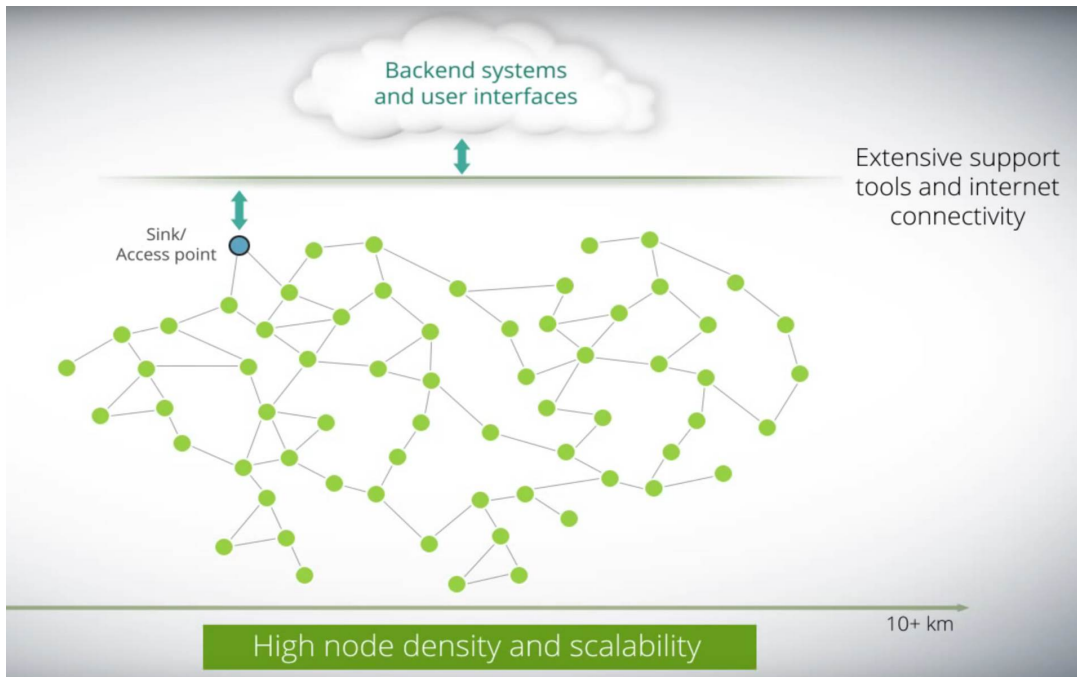 Backend systems
and user interfaces
Extensive support
tools and internet
connectivity
Sink/
Access point
10+ km
High node density and scalability